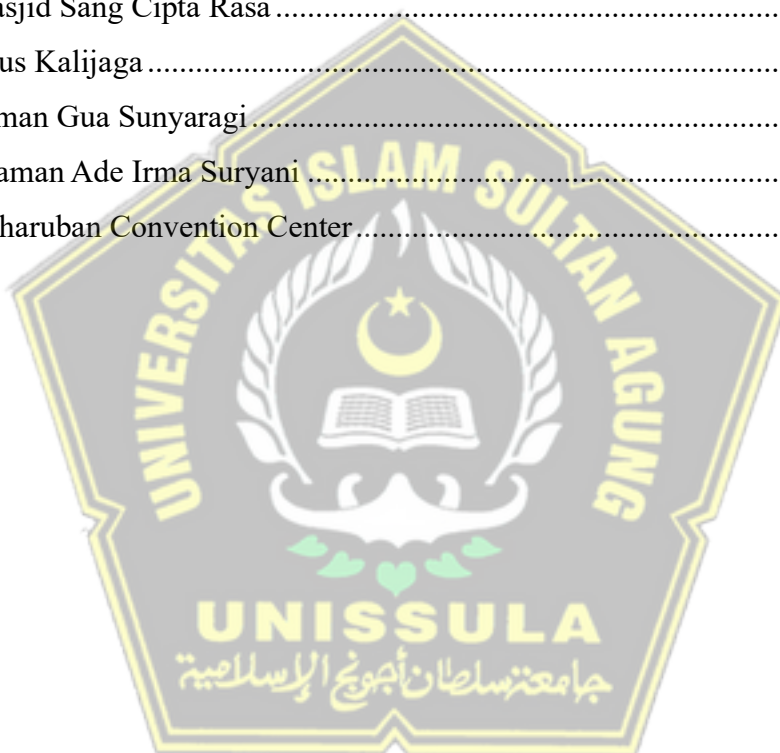 asjid Sang Cipta Rasa ........................................................................
us Kalijaga ........................................................................
man Gua Sunyaragi ........................................................................
aman Ade Irma Suryani ........................................................................
haruban Convention Center ........................................................................
UNIVERSITAS ISLAM SULTAN AGUNG
UNISSULA
جامعة سلطان أجونج الإسلامية